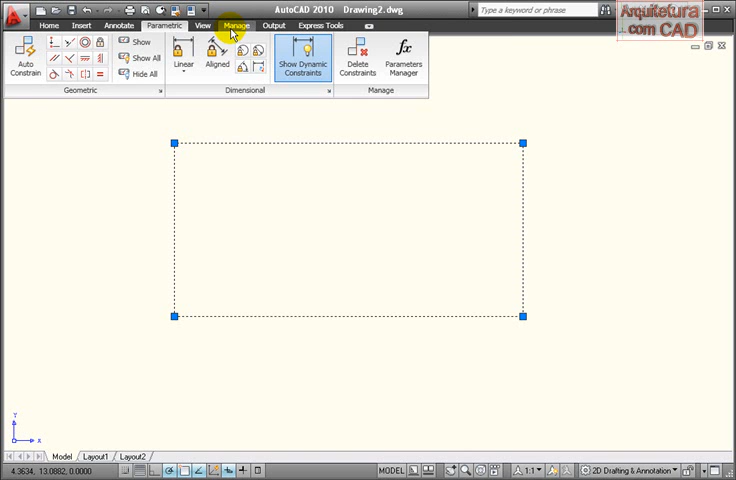 AutoCAD 2010 Drawing2.dwg
Type a keyword or phrase
Arquitetura
com CAD
Home Insert Annotate Parametric View Manage Output Express Tools
Auto
Constrain
Show
Show All
Hide All
Linear
Aligned
Show Dynamic
Constraints
Delete
Constraints
fx
Parameters
Manager
Geometric
Dimensional
Manage
Y
X
Model Layout1 Layout2
4.3634, 13.0882, 0.0000
MODEL
1:1
2D Drafting & Annotation